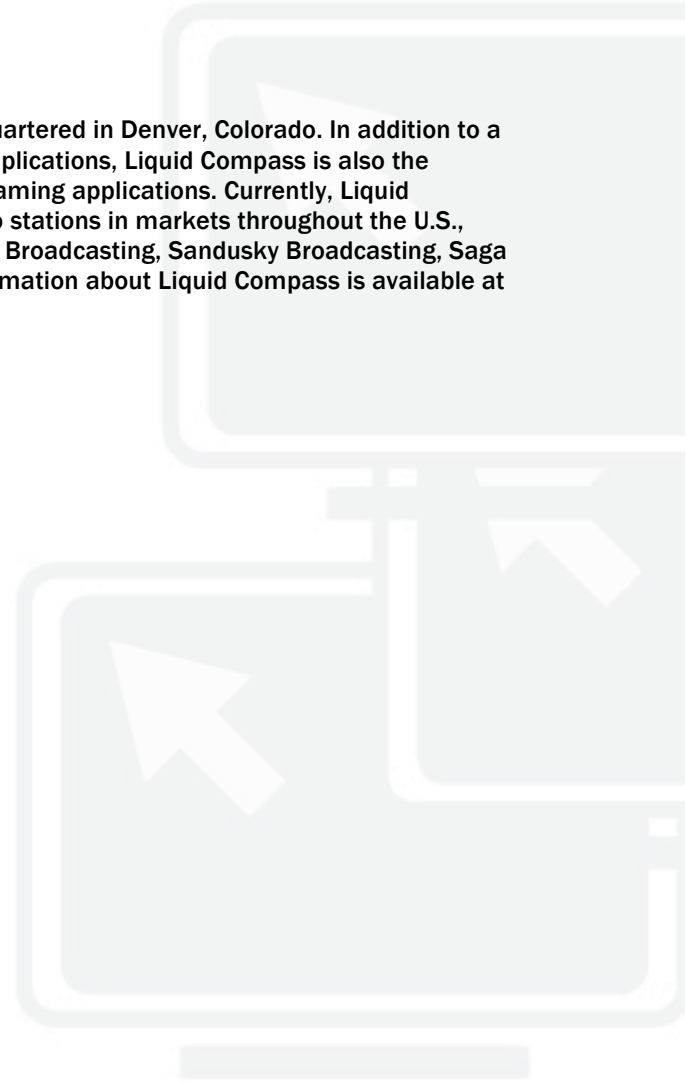 artered in Denver, Colorado. In addition to a
plications, Liquid Compass is also the
aming applications. Currently, Liquid
stations in markets throughout the U.S.,
Broadcasting, Sandusky Broadcasting, Saga
mation about Liquid Compass is available at